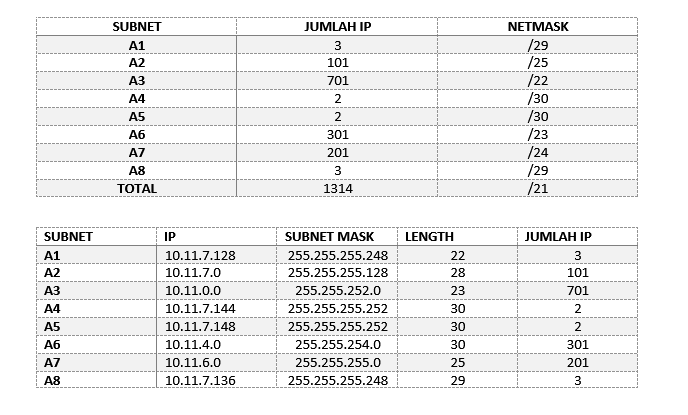 SUBNET JUMLAH IP NETMASK
A1 3 /29
A2 101 /25
A3 701 /22
A4 2 /30
A5 2 /30
A6 301 /23
A7 201 /24
A8 3 /29
TOTAL 1314 /21
SUBNET IP SUBNET MASK LENGTH JUMLAH IP
A1 10.11.7.128 255.255.255.248 22 3
A2 10.11.7.0 255.255.255.128 28 101
A3 10.11.0.0 255.255.252.0 23 701
A4 10.11.7.144 255.255.255.252 30 2
A5 10.11.7.148 255.255.255.252 30 2
A6 10.11.4.0 255.255.254.0 30 301
A7 10.11.6.0 255.255.255.0 25 201
A8 10.11.7.136 255.255.255.248 29 3